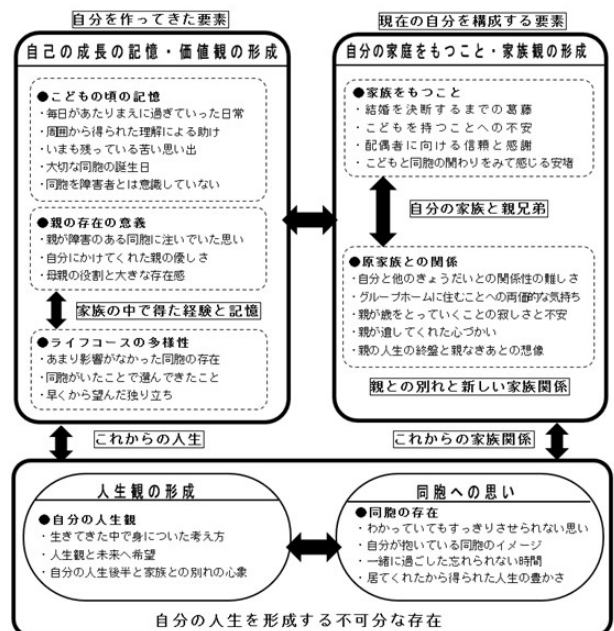 自分を作ってきた要素
自己の成長の記憶・価値観の形成
●こどもの頃の記憶
・毎日があたりまえに過ぎていった日常
・周囲から得られた理解による助け
・いまも残っている苦い思い出
・大切な同胞の誕生日
・同胞を障害者とは意識していない
●親の存在の意義
・親が障害のある同胞に注いでいた思い
・自分にかけてくれた親の優しさ
・母親の役割と大きな存在感
家族の中で得た経験と記憶
●ライフコースの多様性
・あまり影響がなかった同胞の存在
・同胞がいたことで選んできたこと
・早くから望んだ独り立ち
現在の自分を構成する要素
自分の家庭をもつこと・家族観の形成
●家族をもつこと
・結婚を決断するまでの葛藤
・こどもを持つことへの不安
・配偶者に向ける信頼と感謝
・こどもと同胞の関わりをみて感じる安堵
自分の家族と親兄弟
●原家族との関係
・自分と他のきょうだいとの関係性の難しさ
・グループホームに住むことへの両価的な気持ち
・親が歳をとっていくことの寂しさと不安
・親が遺してくれた心づかい
・親の人生の終盤と親なきあとの想像
親との別れと新しい家族関係
これからの人生
これからの家族関係
人生観の形成
●自分の人生観
・生きてきた中で身についた考え方
・人生観と未来へ希望
・自分の人生後半と家族との別れの心象
同胞への思い
●同胞の存在
・わかっていてもすっきりさせられない思い
・自分が抱いている同胞のイメージ
・一緒に過ごした忘れられない時間
・居てくれたから得られた人生の豊かさ
自分の人生を形成する不可分な存在